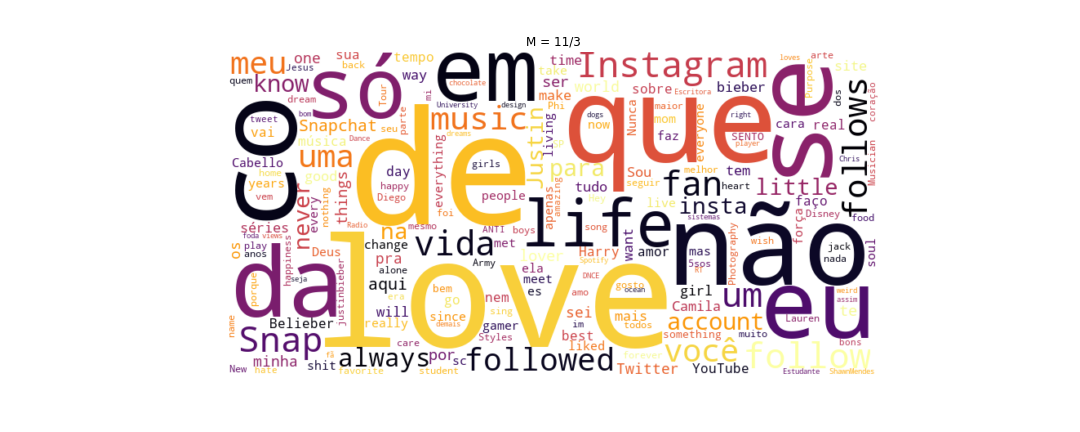 M = 11/3
meu
one
sua
back
tempo
em
time
Instagram
loves
arte
quem
Jesus
know
só
way
chocolate
take
ser
world
sobre
bieber
Purpose
site
se
dos
coração
dream
Tour
mi
University
design
make
Phi
maior
Escritora
co
tweet
vai
bom
Snapchat
seu
parte
music
Justin
living
dogs
now
que
Nunca
mom
faz
everyone
right
SENTO
player
cara
real
follows
Chris
Musician
música
Dance
de
dreams
Cabello
home
uma
good
day
everything
girls
para
Sou
melhor
tem
years
vem
things
happy
Diego
people
tudo
seguir
fan
heart
little
never
every
nothing
apenas
amazing
Hey
live
insta
faço
Disney
força
food
séries
Radio
na
foi
mesmo
ANTI
boys
song
life
want
sistemas
não
wish
os
foda
views
play
anos
Deus
change
vida
met
lover
Harry
Spotify
amor
mas
5sos
RT
Photography
jack
nada
soul
happiness
seja
porque
pra
alone
Army
ela
meet
es
DNCE
gosto
ocean
girl
da
justinbieber
aqui
era
love
bem
go
nem
amo
Camila
um
eu
meird
assim
te
name
Belieber
will
since
sing
sei
mais
Lauren
Snap
really
demais
gamer
im
todos
account
something
muito
care
Styles
best
liked
você
follow
bons
minha
shit
fã
always
por
sc
followed
forever
New
hate
favorite
student
Twitter
YouTube
Estudante
ShawnMendes